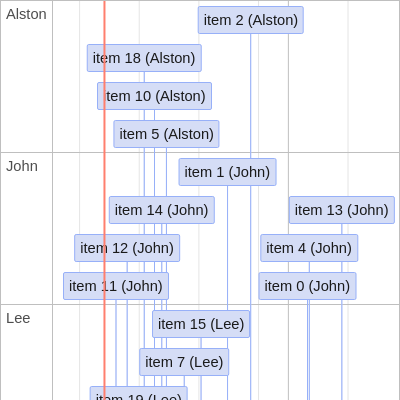 Alston
item 2 (Alston)
item 18 (Alston)
item 10 (Alston)
item 5 (Alston)
John
item 1 (John)
item 14 (John)
item 13 (John)
item 12 (John)
item 4 (John)
item 11 (John)
item 0 (John)
Lee
item 15 (Lee)
item 7 (Lee)
item 19 (Lee)